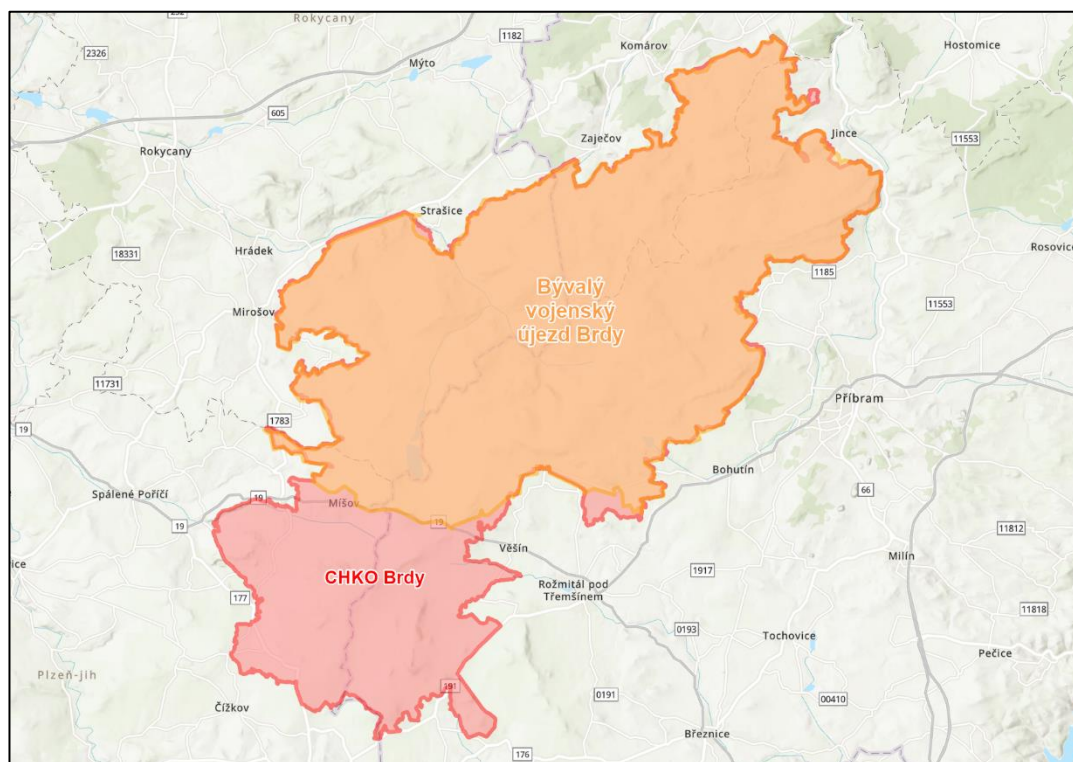 Rokycany
232
1182
Komárov
Hostomice
2326
Mýto
605
Zaječov
Jince
11553
Rokycany
Strašice
Hrádek
18331
Rosovice
1185
Bývalý
vojenský
újezd Brdy
11553
Mirošov
11731
Příbram
1783
19
Bohutín
Spálené Poříčí
19
Míšov
66
19
19
11812
Věšín
Milín
CHKO Brdy
1917
Rožmitál pod
Třemšínem
177
11818
0193
Tochovice
Pečice
Plzeň-jih
191
0191
00410
Čížkov
Březnice
176